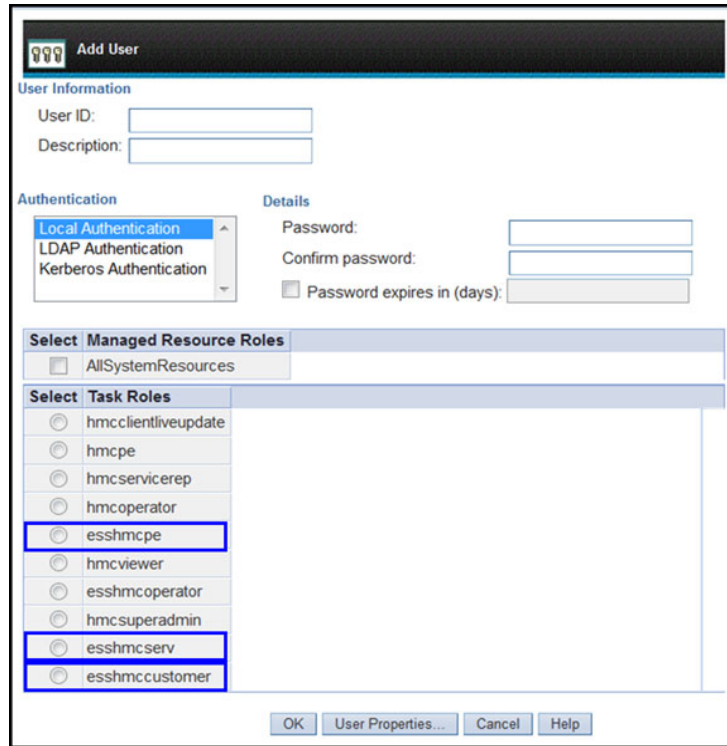 Add User
User Information
User ID:
Description:
Authentication
Details
Local Authentication
LDAP Authentication
Kerberos Authentication
Password:
Confirm password:
Password expires in (days):
Select Managed Resource Roles
AllSystemResources
Select Task Roles
hmcclientliveupdate
hmcpe
hmcservicerep
hmcoperator
esshmcpe
hmcviewer
esshmcoperator
hmcsuperadmin
esshmcserv
esshmccustomer
OK User Properties... Cancel Help